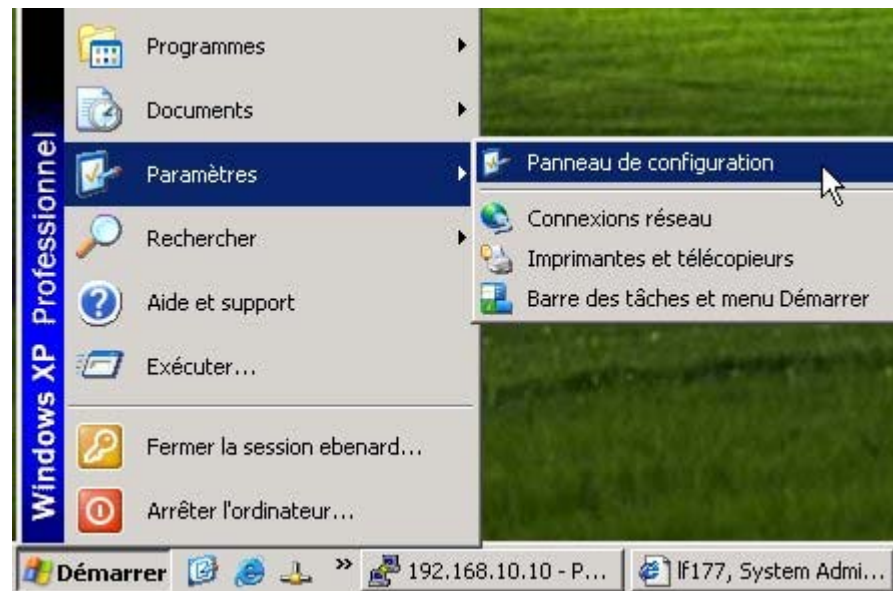 Windows XP Professionnel
Programmes
Documents
Paramètres
Rechercher
Aide et support
Exécuter...
Fermer la session ebenard...
Arrêter l'ordinateur...
Panneau de configuration
Connexions réseau
Imprimantes et télécopieurs
Barre des tâches et menu Démarrer
Démarrer
»
192.168.10.10 - P...
lf177, System Admi...